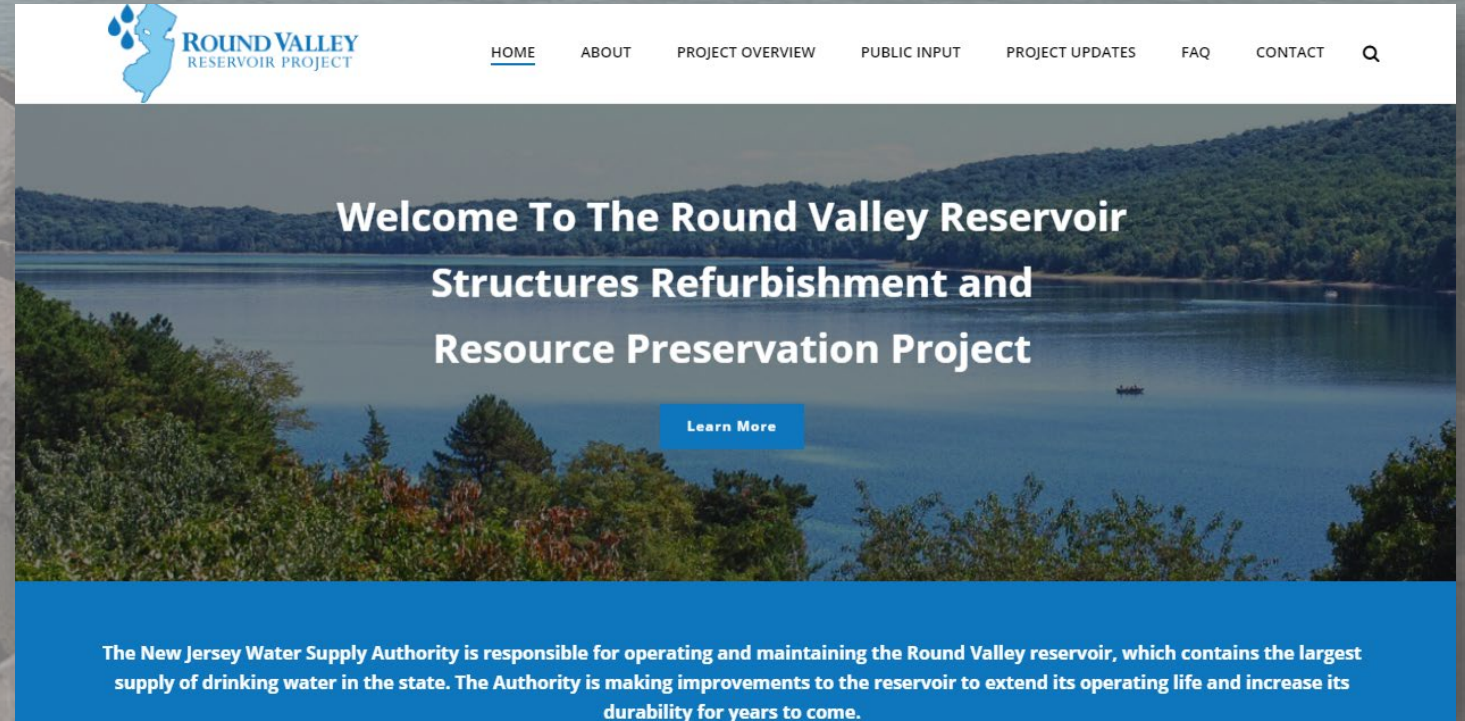 ROUND VALLEY
RESERVOIR PROJECT
HOME ABOUT PROJECT OVERVIEW PUBLIC INPUT PROJECT UPDATES FAQ CONTACT
Welcome To The Round Valley Reservoir
Structures Refurbishment and
Resource Preservation Project
Learn More
The New Jersey Water Supply Authority is responsible for operating and maintaining the Round Valley reservoir, which contains the largest
supply of drinking water in the state. The Authority is making improvements to the reservoir to extend its operating life and increase its
durability for years to come.